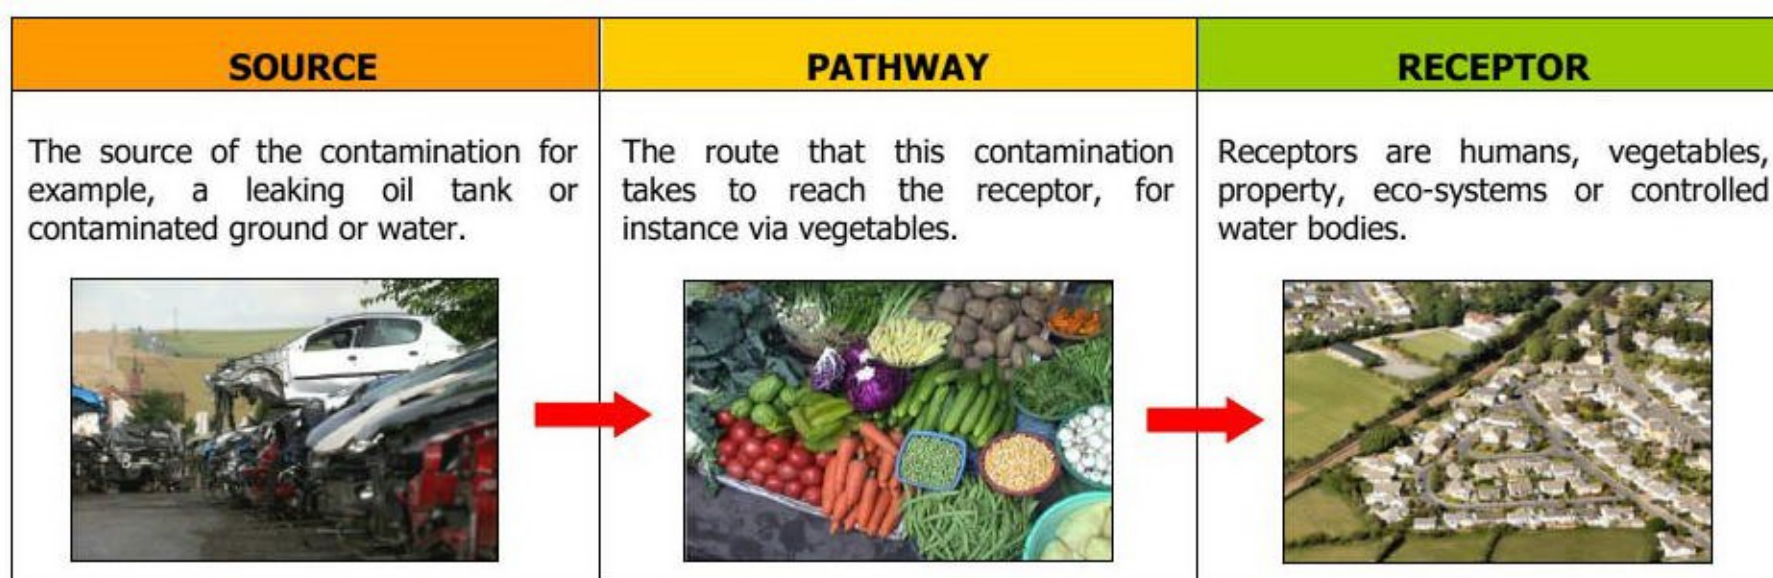 SOURCE
The source of the contamination for
example, a leaking oil tank or
contaminated ground or water.
PATHWAY
The route that this contamination
takes to reach the receptor, for
instance via vegetables.
RECEPTOR
Receptors are humans, vegetables,
property, eco-systems or controlled
water bodies.